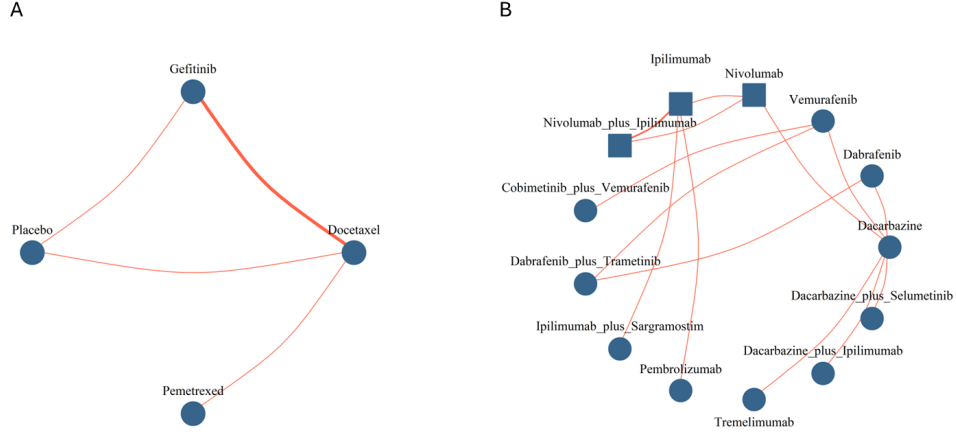 A
B
Gefitinib
Placebo
Docetaxel
Pemetrexed
Ipilimumab
Nivolumab
Vemurafenib
Nivolumab_plus_Ipilimumab
Dabrafenib
Cobimetinib_plus_Vemurafenib
Dacarbazine
Dabrafenib_plus_Trametinib
Dacarbazine_plus_Selumetinib
Ipilimumab_plus_Sargramostim
Dacarbazine_plus_Ipilimumab
Pembrolizumab
Tremelimumab